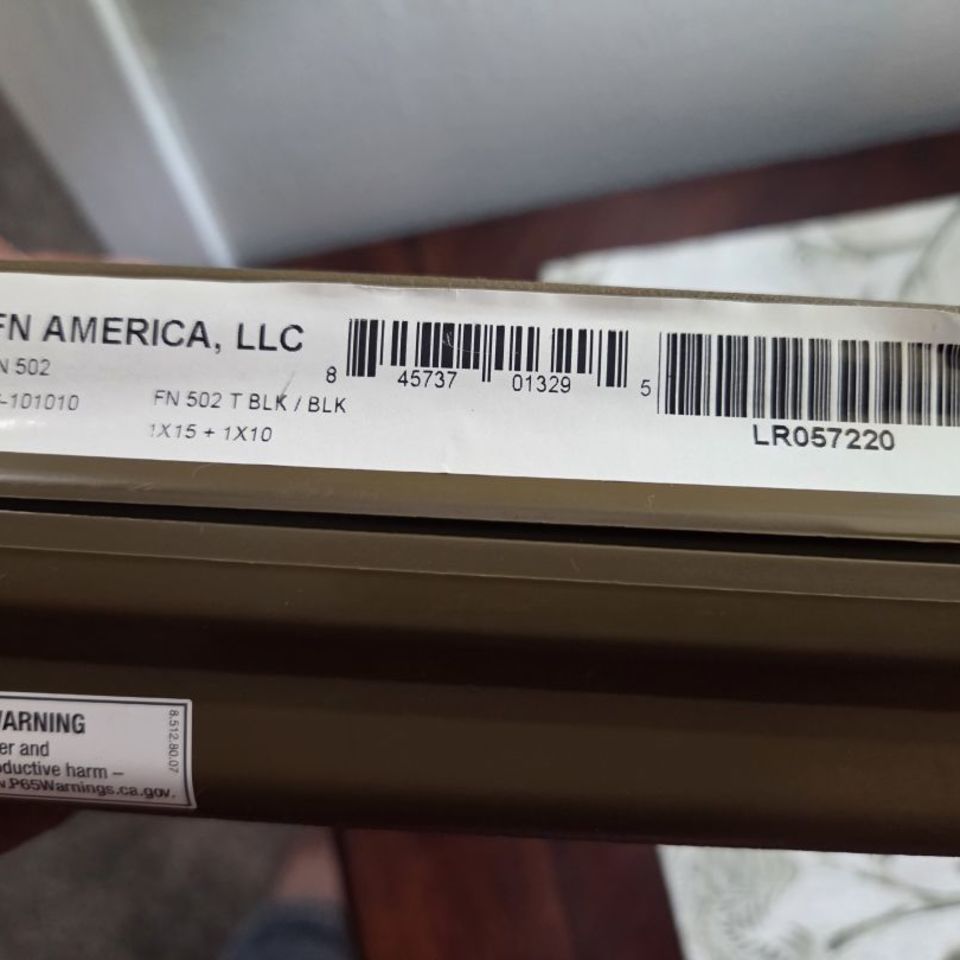 FN AMERICA, LLC
N 502
-101010
FN 502 T BLK / BLK
1X15 + 1X10
8 45737 01329 5
LR057220
WARNING
er and
oductive harm –
w.P65Warnings.ca.gov.
8.512.80.07